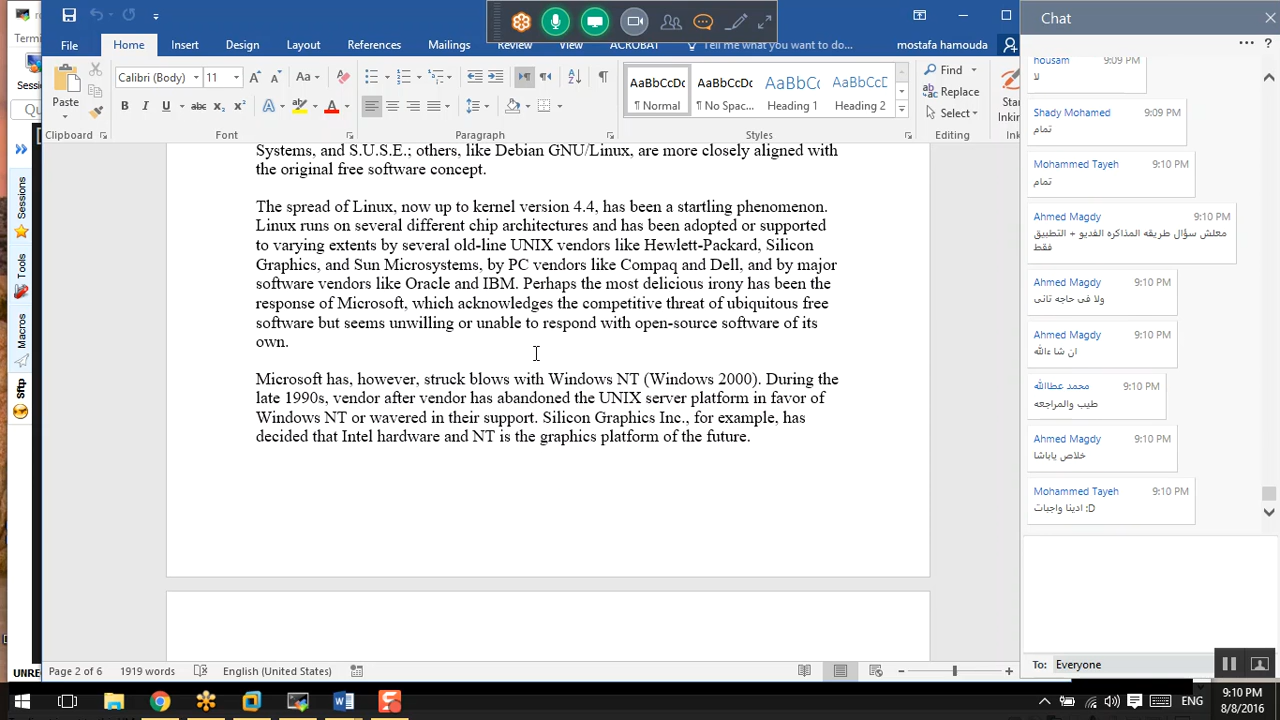 Chat
File
Home
Insert
Design
Layout
References
Mailings
Review
View
ACROBAT
Tell me what you want to do...
mostafa hamouda
Termin
Sessi
Qu
Paste
Calibri (Body)
11
Clipboard
Font
Paragraph
AaBbCcDc
¶ Normal
AaBbCcDc
¶ No Spac...
AaBbCc
Heading 1
AaBbCcE
Heading 2
Styles
Find
Replace
Select
Editing
Star
Inkin
In
Sessions
Tools
Macros
Sftp
UNRE
Systems, and S.U.S.E.; others, like Debian GNU/Linux, are more closely aligned with
the original free software concept.
The spread of Linux, now up to kernel version 4.4, has been a startling phenomenon.
Linux runs on several different chip architectures and has been adopted or supported
to varying extents by several old-line UNIX vendors like Hewlett-Packard, Silicon
Graphics, and Sun Microsystems, by PC vendors like Compaq and Dell, and by major
software vendors like Oracle and IBM. Perhaps the most delicious irony has been the
response of Microsoft, which acknowledges the competitive threat of ubiquitous free
software but seems unwilling or unable to respond with open-source software of its
own.
Microsoft has, however, struck blows with Windows NT (Windows 2000). During the
late 1990s, vendor after vendor has abandoned the UNIX server platform in favor of
Windows NT or wavered in their support. Silicon Graphics Inc., for example, has
decided that Intel hardware and NT is the graphics platform of the future.
housam 9:09 PM
لا
Shady Mohamed 9:09 PM
تمام
Mohammed Tayeh 9:10 PM
تمام
Ahmed Magdy 9:10 PM
معلش سؤال طريقه المذاكره الفديو + التطبيق
فقط
Ahmed Magdy 9:10 PM
ولا فى حاجه تانى
Ahmed Magdy 9:10 PM
ان شاءالله
محمد عطاالله 9:10 PM
طيب والمراجعه
Ahmed Magdy 9:10 PM
خلاص ياباشا
Mohammed Tayeh 9:10 PM
ادينا واجبات :D
To: Everyone
Page 2 of 6
1919 words
English (United States)
ENG
9:10 PM
8/8/2016